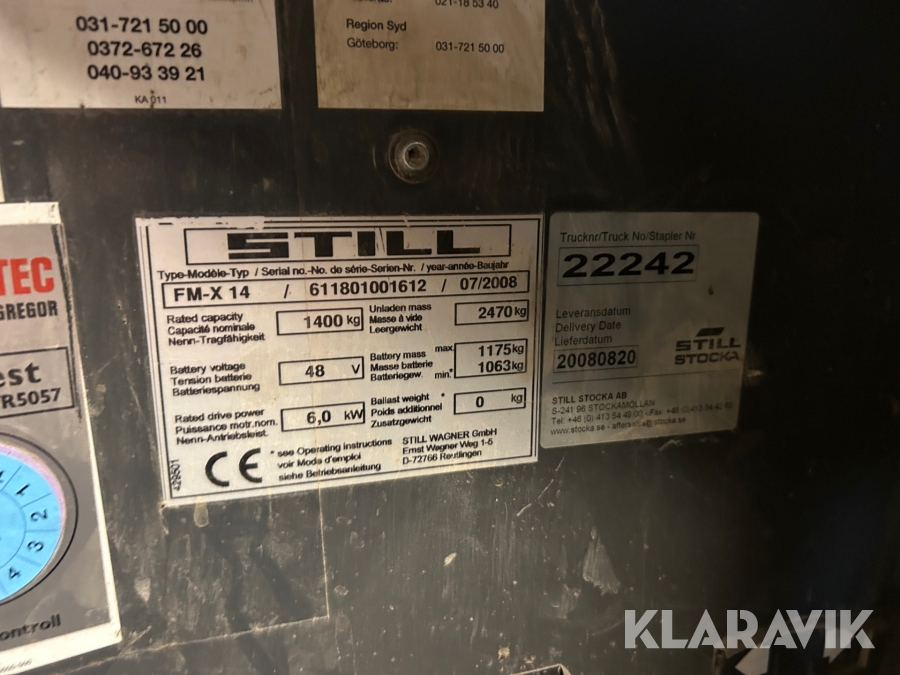 031-721 50 00
0372-672 26
040-93 39 21
KA 011
021-18 53 40
Region Syd
Göteborg: 031-721 50 00
TEC
GREGOR
est
R5057
1
2
3
4
ontroll
STILL
Type-Modèle-Typ / Serial no.-No. de série-Serien-Nr. / year-année-Baujahr
FM-X 14 / 611801001612 / 07/2008
Rated capacity
Capacité nominale
Nenn-Tragfähigkeit
1400 kg
Unladen mass
Masse à vide
Leergewicht
2470 kg
Battery voltage
Tension batterie
Batteriespannung
48 V
Battery mass max.
Masse batterie
Batteriegew. min.*
1175 kg
1063 kg
Rated drive power
Puissance motr.nom.
Nenn-Antriebsleist.
6,0 kW
Ballast weight *
Poids additionnel
Zusatzgewicht
0 kg
CE
* see Operating instructions
voir Mode d'emploi
siehe Betriebsanleitung
STILL WAGNER GmbH
Ernst Wagner Weg 1-5
D-72766 Reutlingen
Trucknr/Truck No/Stapler Nr
22242
Leveransdatum
Delivery Date
Lieferdatum
20080820
STILL
STOCKA
STILL STOCKA AB
S-241 96 STOCKAMÖLLAN
KLARAVIK